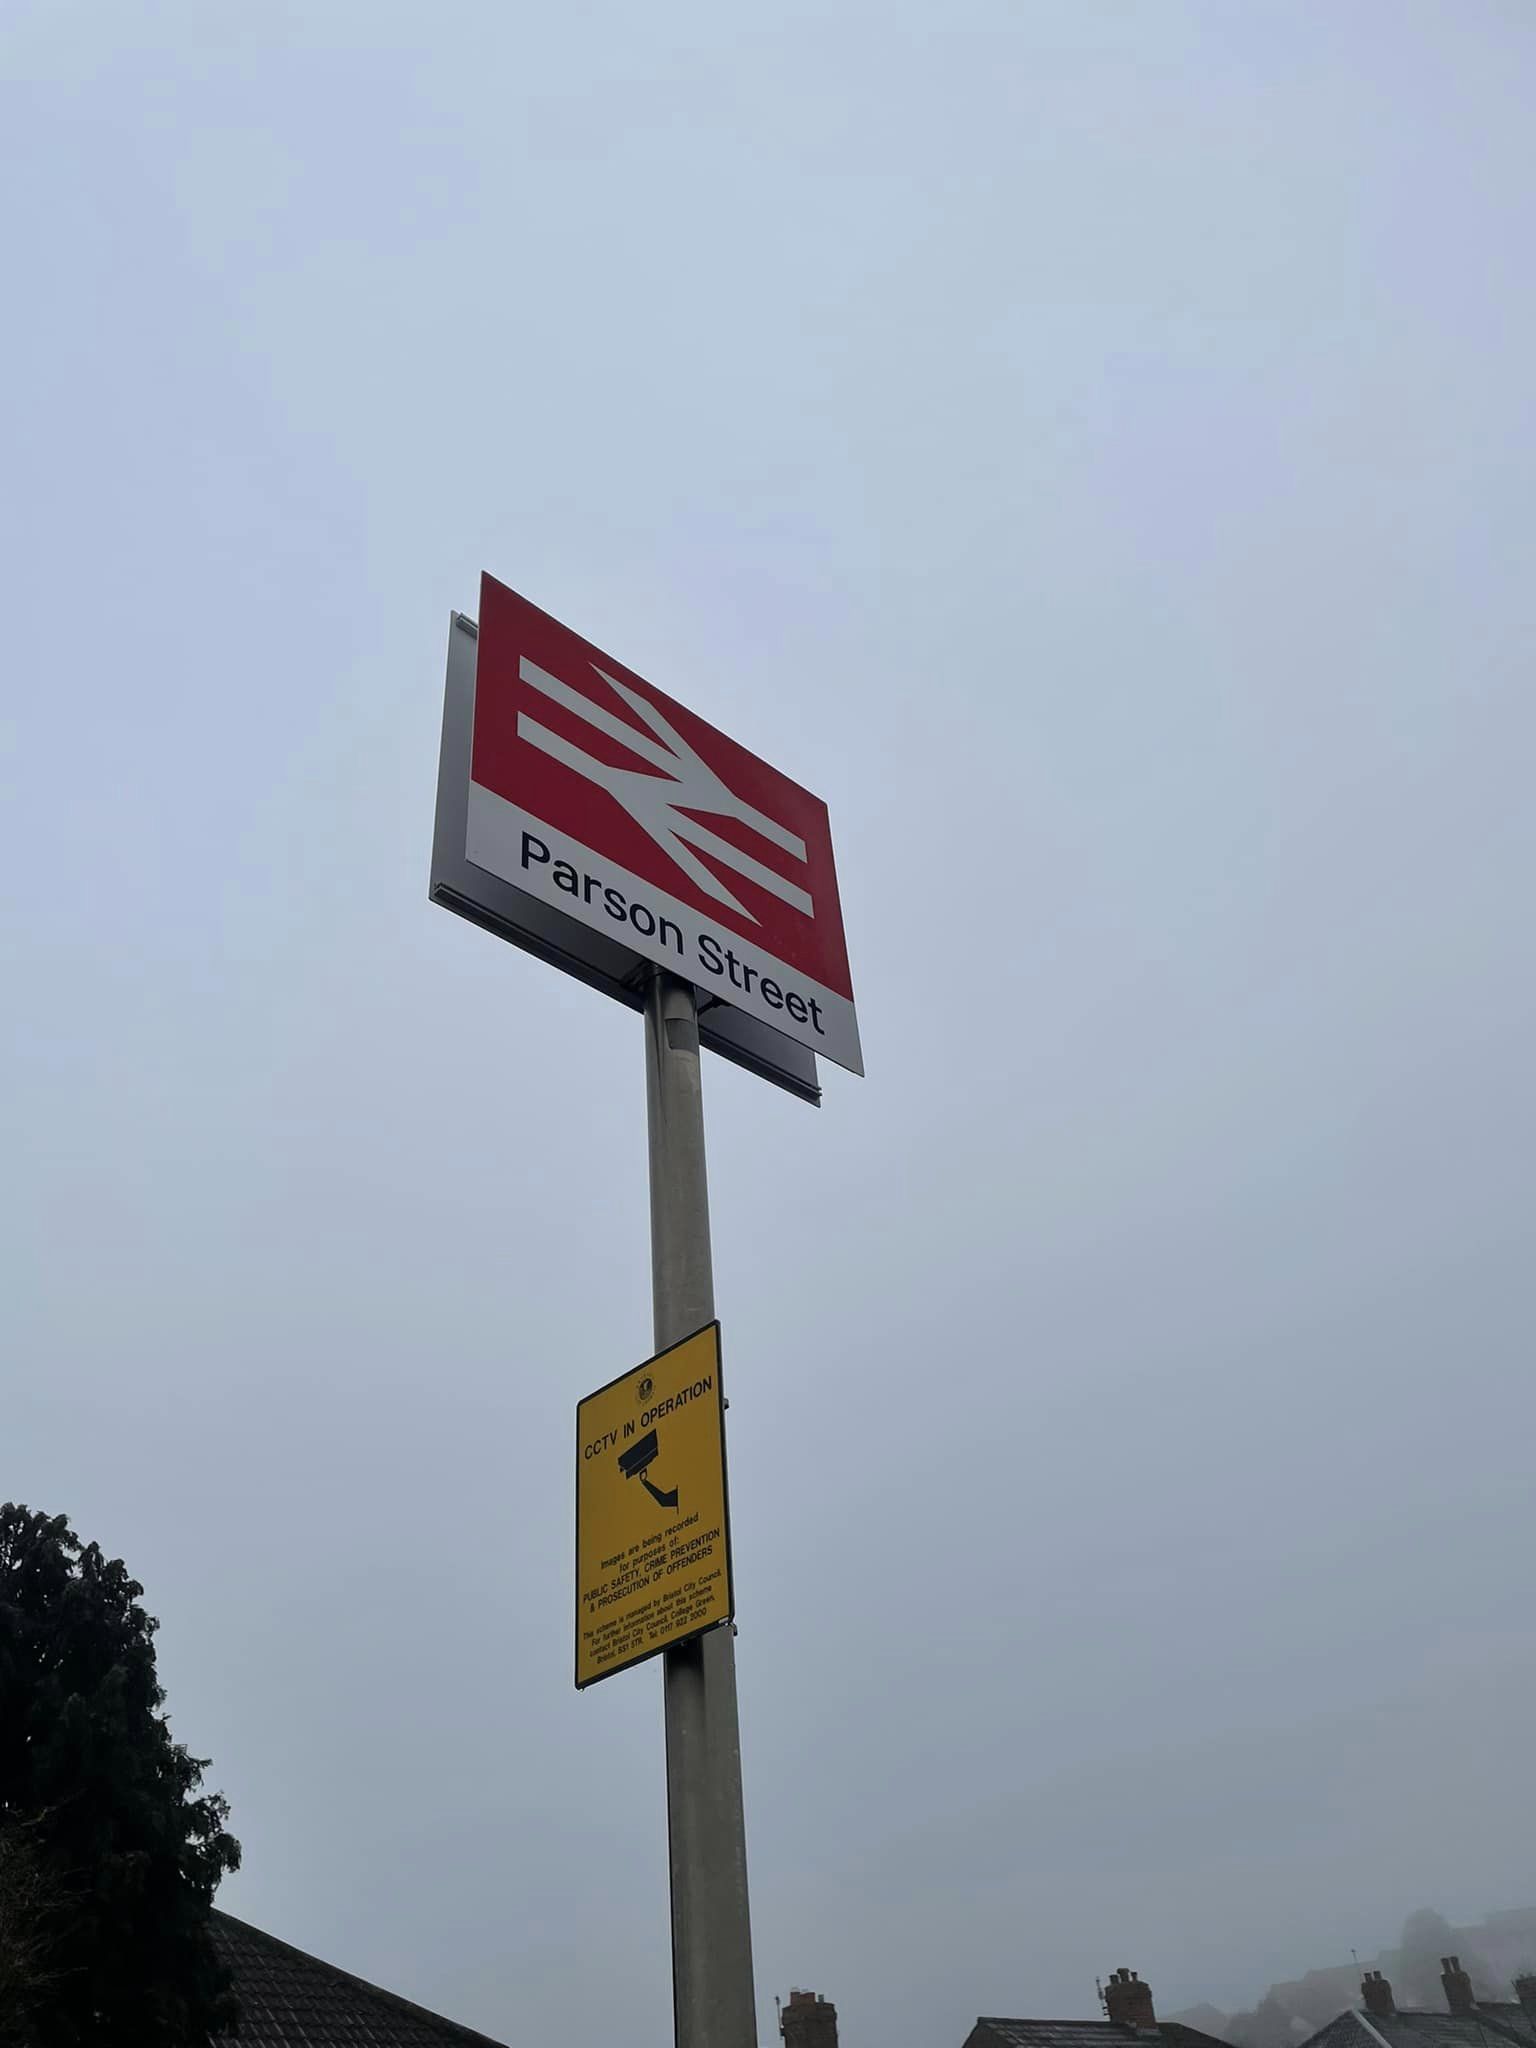 Parson Street
CCTV IN OPERATION
Images are being recorded
for purposes of:
PUBLIC SAFETY, CRIME PREVENTION
& PROSECUTION OF OFFENDERS
This scheme is managed by Bristol City Council.
For further information about this scheme
contact Bristol City Council, College Green,
Bristol, BS1 5TR. Tel: 0117 922 2000